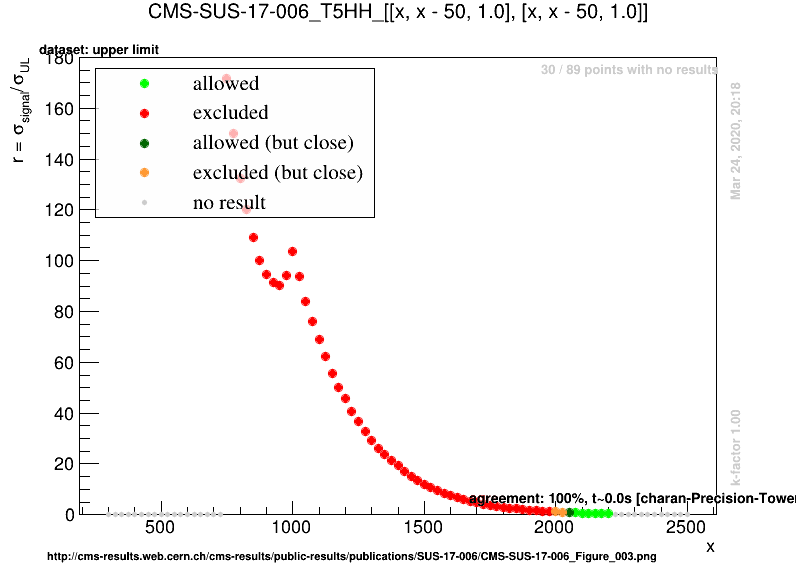 CMS-SUS-17-006_T5HH_[[x, x - 50, 1.0], [x, x - 50, 1.0]]
dataset: upper limit
30 / 89 points with no results
r = σsignal/σUL
Mar 24, 2020, 20:18
allowed
excluded
allowed (but close)
excluded (but close)
no result
180
160
140
120
100
80
60
40
20
0
k-factor 1.00
agreement: 100%, t~0.0s [charan-Precision-Tower
500
1000
1500
2000
2500
x
http://cms-results.web.cern.ch/cms-results/public-results/publications/SUS-17-006/CMS-SUS-17-006_Figure_003.png